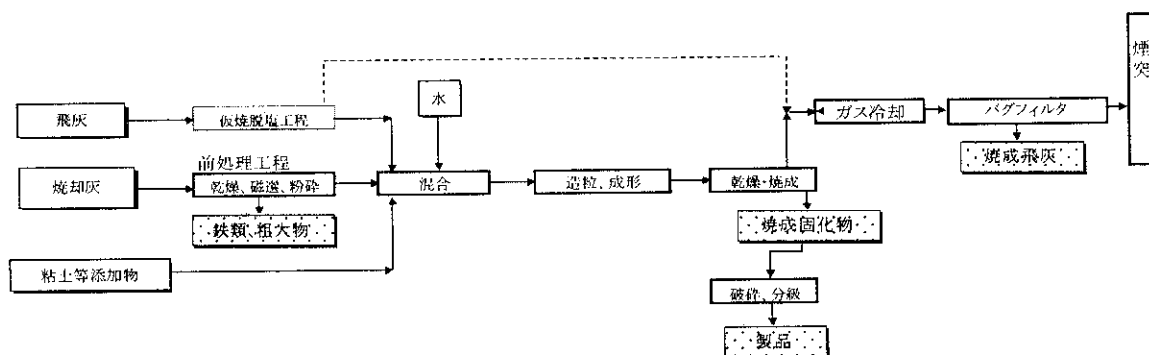 煙突
水
飛灰
仮焼脱塩工程
ガス冷却
バグフィルタ
前処理工程
焼成飛灰
焼却灰
乾燥、磁選、粉砕
混合
造粒、成形
乾燥・焼成
鉄類、粗大物
焼成固化物
粘土等添加物
破砕、分級
製品